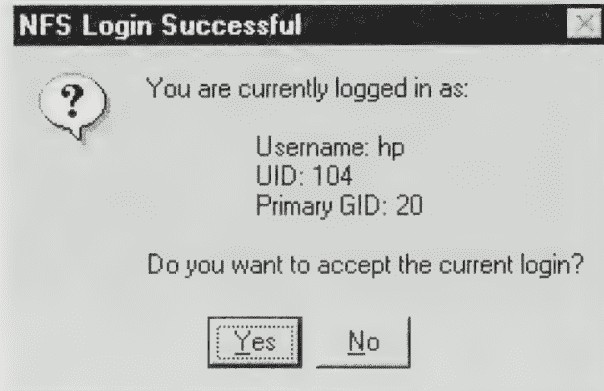 NFS Login Successful
You are currently logged in as:
Username: hp
UID: 104
Primary GID: 20
Do you want to accept the current login?
Yes
No